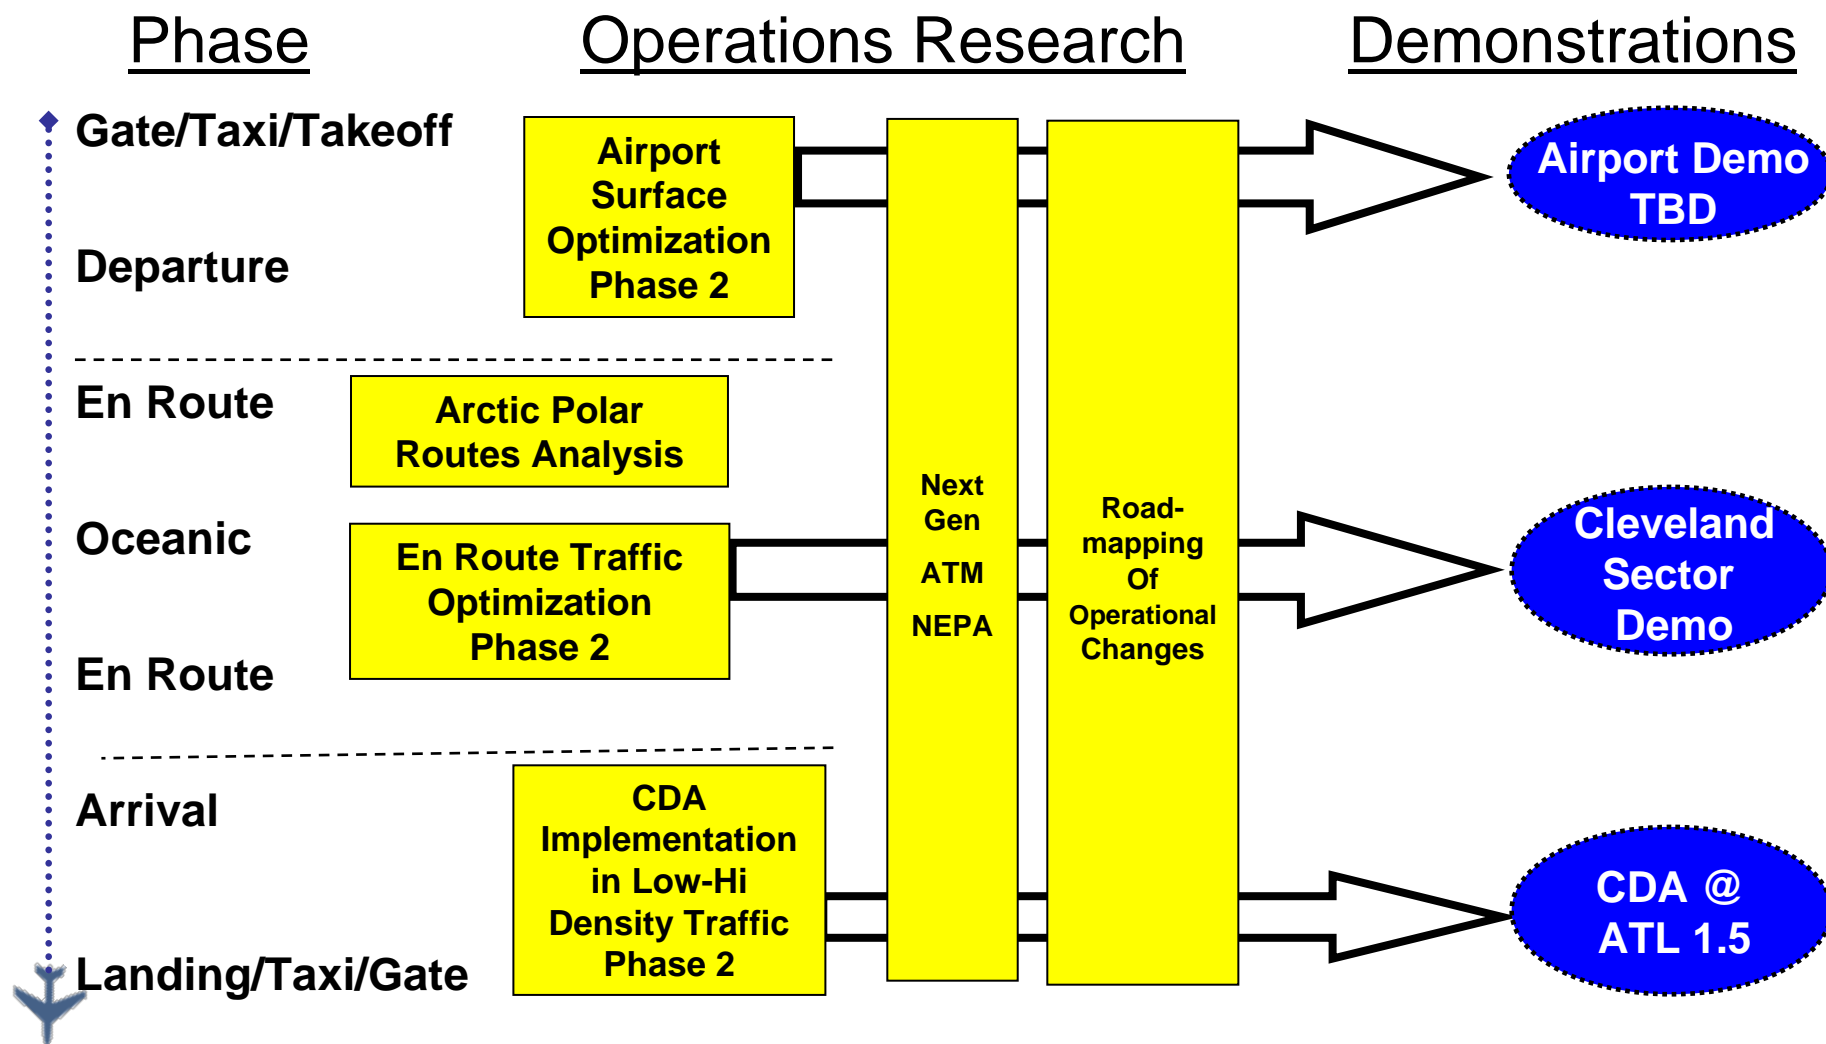 Phase
Operations Research
Demonstrations
Gate/Taxi/Takeoff
Departure
En Route
Oceanic
En Route
Arrival
Landing/Taxi/Gate
Airport
Surface
Optimization
Phase 2
Arctic Polar
Routes Analysis
En Route Traffic
Optimization
Phase 2
CDA
Implementation
in Low-Hi
Density Traffic
Phase 2
Next
Gen
ATM
NEPA
Road-
mapping
Of
Operational
Changes
Airport Demo
TBD
Cleveland
Sector
Demo
CDA @
ATL 1.5